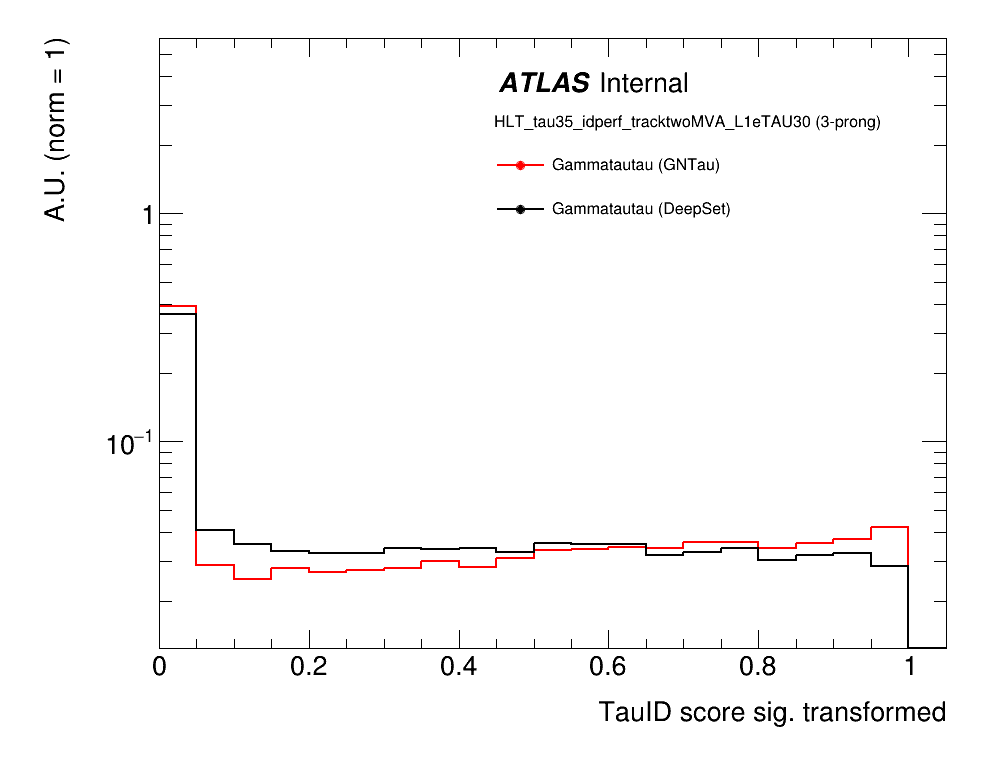 A.U. (norm = 1)
ATLAS Internal
HLT_tau35_idperf_tracktwoMVA_L1eTAU30 (3-prong)
Gammatautau (GNTau)
Gammatautau (DeepSet)
1
10⁻¹
0 0.2 0.4 0.6 0.8 1
TauID score sig. transformed